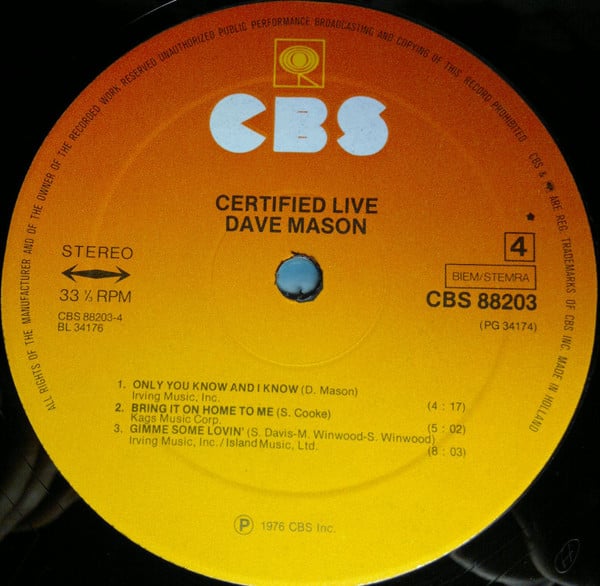 ALL RIGHTS OF THE MANUFACTURER AND OF THE OWNER OF THE RECORDED WORK RESERVED UNAUTHORIZED PUBLIC PERFORMANCE BROADCASTING AND COPYING OF THIS RECORD PROHIBITED CBS & ARE REG. TRADEMARKS OF CBS INC. MADE IN HOLLAND
CBS
CERTIFIED LIVE
DAVE MASON
STEREO
33 ⅓ RPM
CBS 88203-4
BL 34176
4
BIEM/STEMRA
CBS 88203
(PG 34174)
1. ONLY YOU KNOW AND I KNOW (D. Mason)
Irving Music, Inc. (4 : 17)
2. BRING IT ON HOME TO ME (S. Cooke)
Kags Music Corp. (5 : 02)
3. GIMME SOME LOVIN' (S. Davis-M. Winwood-S. Winwood)
Irving Music, Inc. / Island Music, Ltd. (8 : 03)
Ⓟ 1976 CBS Inc.